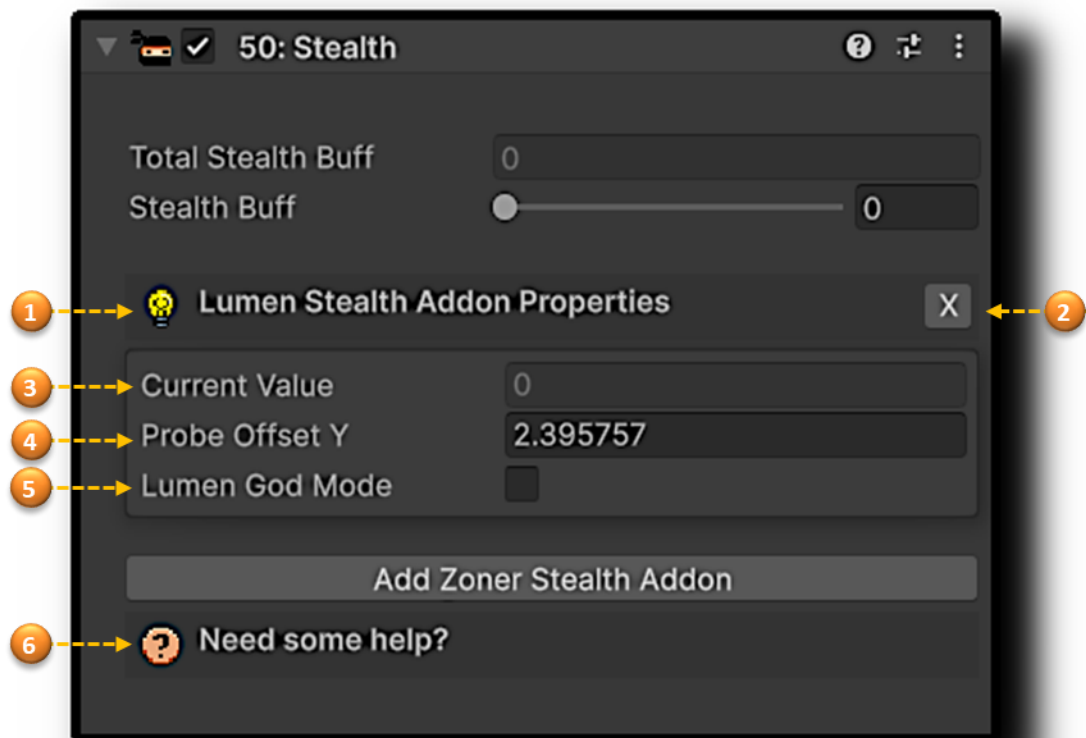 50: Stealth
Total Stealth Buff 0
Stealth Buff 0
1 Lumen Stealth Addon Properties X 2
3 Current Value 0
4 Probe Offset Y 2.395757
5 Lumen God Mode
Add Zoner Stealth Addon
6 Need some help?